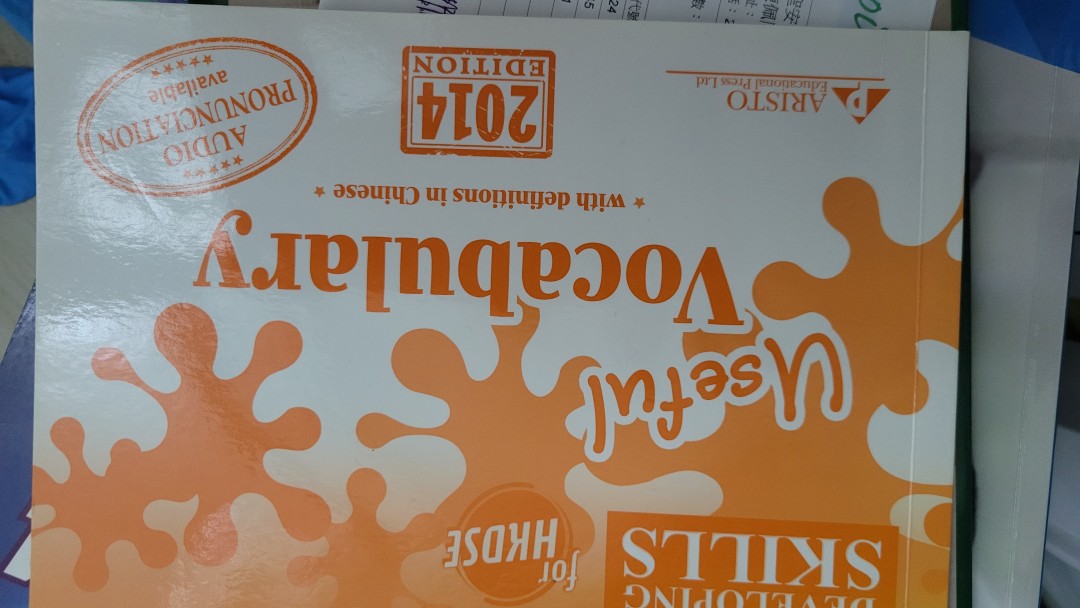 DEVELOPING
SKILLS
for
HKDSE
Useful
Vocabulary
* with definitions in Chinese *
ARISTO
Educational Press Ltd
2014
EDITION
AUDIO
PRONUNCIATION
available
24